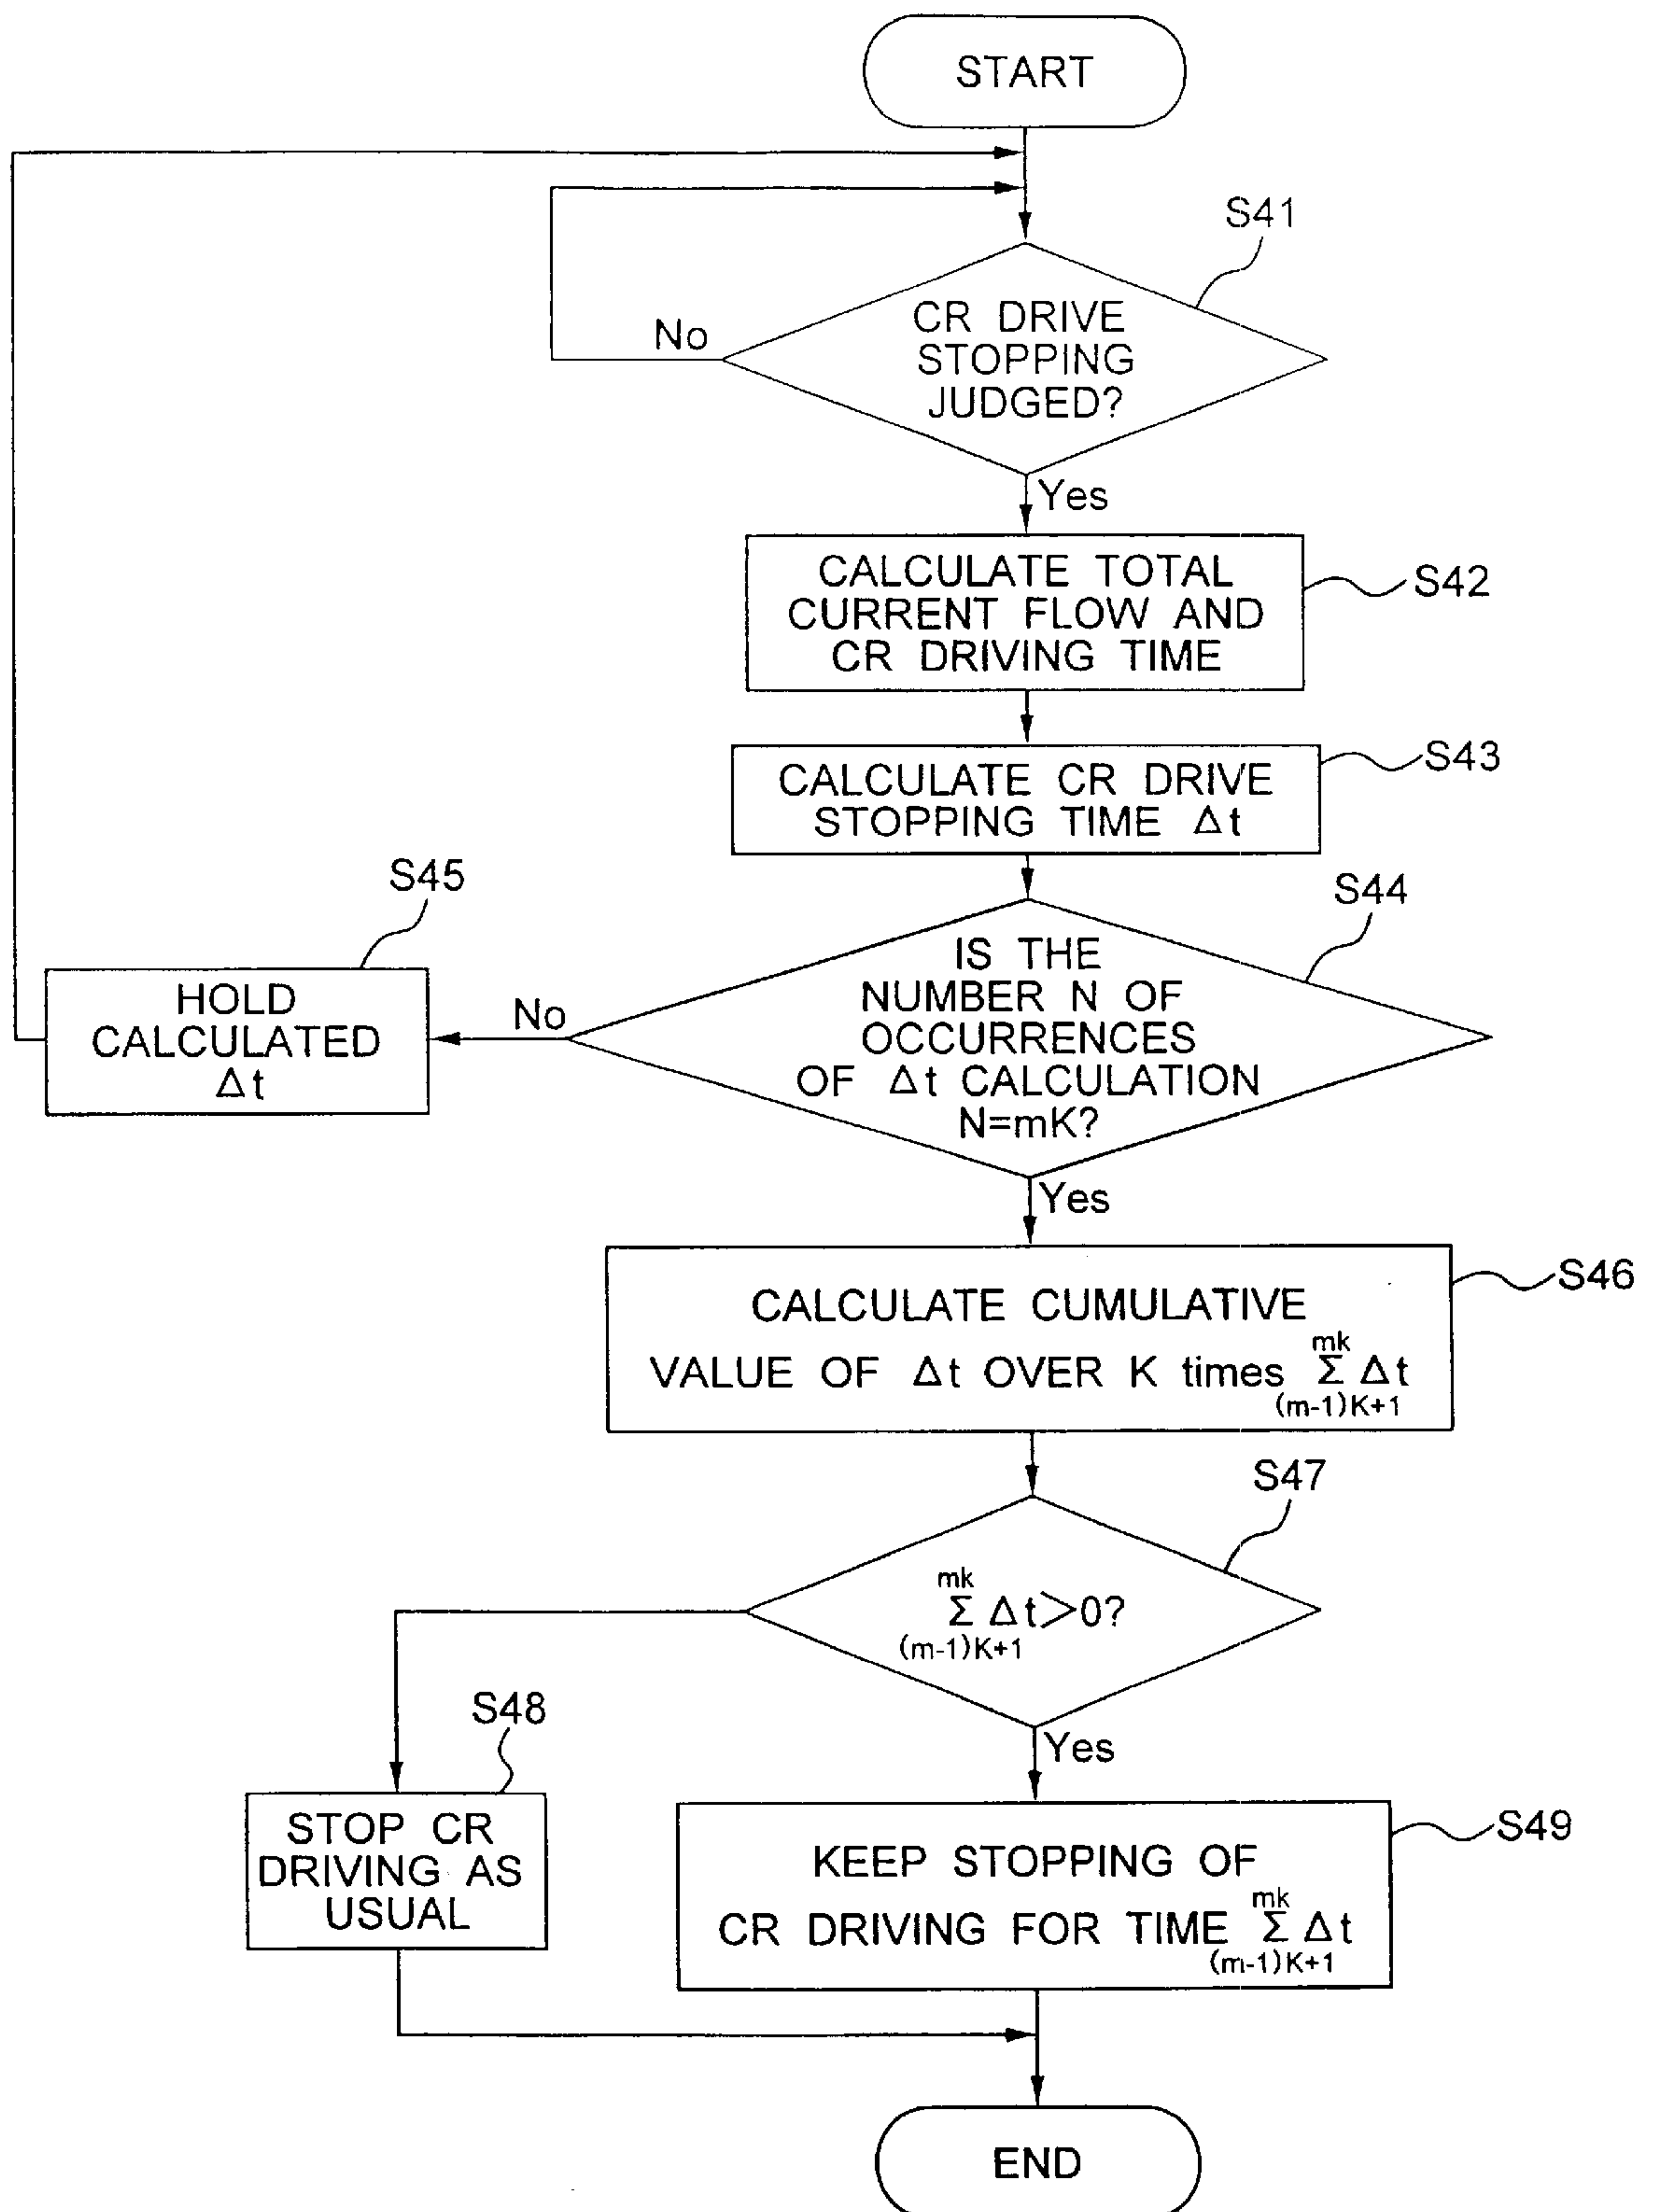 START
S41
CR DRIVE
STOPPING
JUDGED?
No
Yes
CALCULATE TOTAL
CURRENT FLOW AND
CR DRIVING TIME
S42
CALCULATE CR DRIVE
STOPPING TIME Δt
S43
S44
IS THE
NUMBER N OF
OCCURRENCES
OF Δt CALCULATION
N=mK?
No
S45
HOLD
CALCULATED
Δt
Yes
S46
CALCULATE CUMULATIVE
mk
VALUE OF Δt OVER K times Σ Δt
(m-1)K+1
S47
mk
Σ Δt>0?
(m-1)K+1
S48
STOP CR
DRIVING AS
USUAL
Yes
S49
KEEP STOPPING OF
mk
CR DRIVING FOR TIME Σ Δt
(m-1)K+1
END